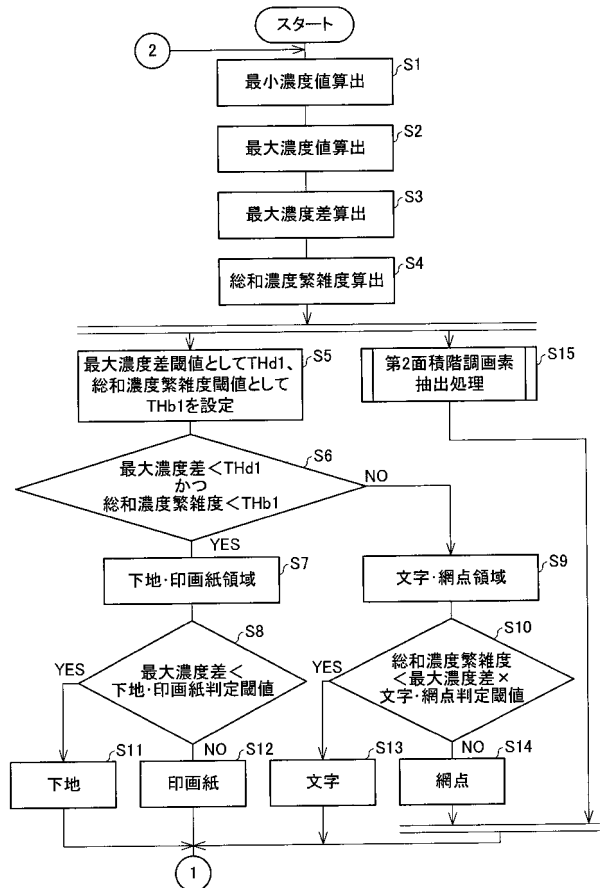 スタート
2
S1
最小濃度値算出
S2
最大濃度値算出
S3
最大濃度差算出
S4
総和濃度繁雑度算出
S5
最大濃度差閾値としてTHd1、
総和濃度繁雑度閾値として
THb1を設定
S15
第2面積階調画素
抽出処理
S6
最大濃度差<THd1
かつ
総和濃度繁雑度<THb1
NO
YES
S7
下地・印画紙領域
S9
文字・網点領域
S8
最大濃度差<
下地・印画紙判定閾値
YES
NO
S10
総和濃度繁雑度
<最大濃度差×
文字・網点判定閾値
YES
NO
S11
下地
S12
印画紙
S13
文字
S14
網点
1